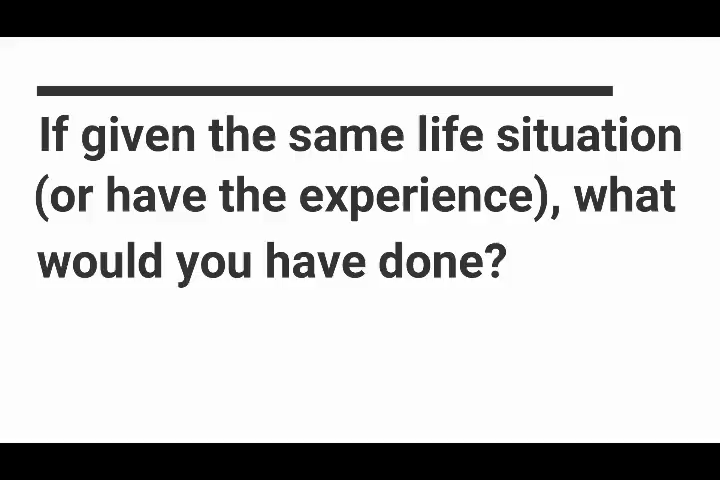 If given the same life situation
(or have the experience), what
would you have done?